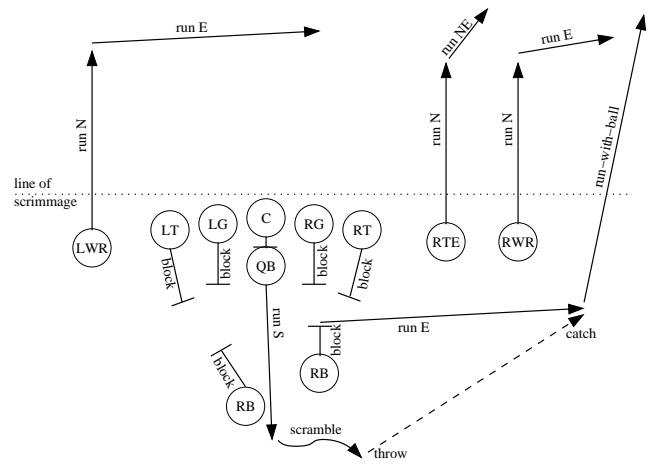 run E
run NE
run E
run N
run N
run N
run-with-ball
line of
scrimmage
LWR
LT
LG
C
RG
RT
RTE
RWR
QB
block
block
block
block
run S
run E
block
catch
block
RB
RB
scramble
throw